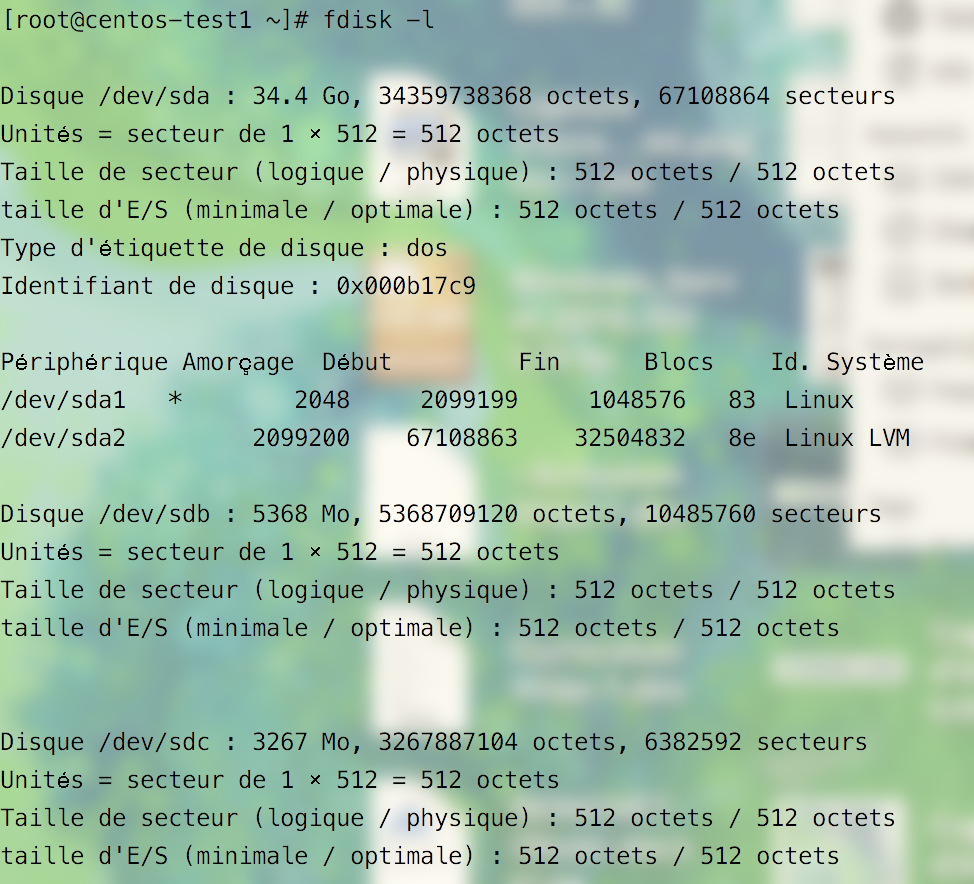 [root@centos-test1 ~]# fdisk -l
Disque /dev/sda : 34.4 Go, 34359738368 octets, 67108864 secteurs
Unités = secteur de 1 × 512 = 512 octets
Taille de secteur (logique / physique) : 512 octets / 512 octets
taille d'E/S (minimale / optimale) : 512 octets / 512 octets
Type d'étiquette de disque : dos
Identifiant de disque : 0x000b17c9
Périphérique Amorçage  Début         Fin      Blocs    Id. Système
/dev/sda1   *        2048     2099199     1048576   83  Linux
/dev/sda2         2099200    67108863    32504832   8e  Linux LVM
Disque /dev/sdb : 5368 Mo, 5368709120 octets, 10485760 secteurs
Unités = secteur de 1 × 512 = 512 octets
Taille de secteur (logique / physique) : 512 octets / 512 octets
taille d'E/S (minimale / optimale) : 512 octets / 512 octets
Disque /dev/sdc : 3267 Mo, 3267887104 octets, 6382592 secteurs
Unités = secteur de 1 × 512 = 512 octets
Taille de secteur (logique / physique) : 512 octets / 512 octets
taille d'E/S (minimale / optimale) : 512 octets / 512 octets